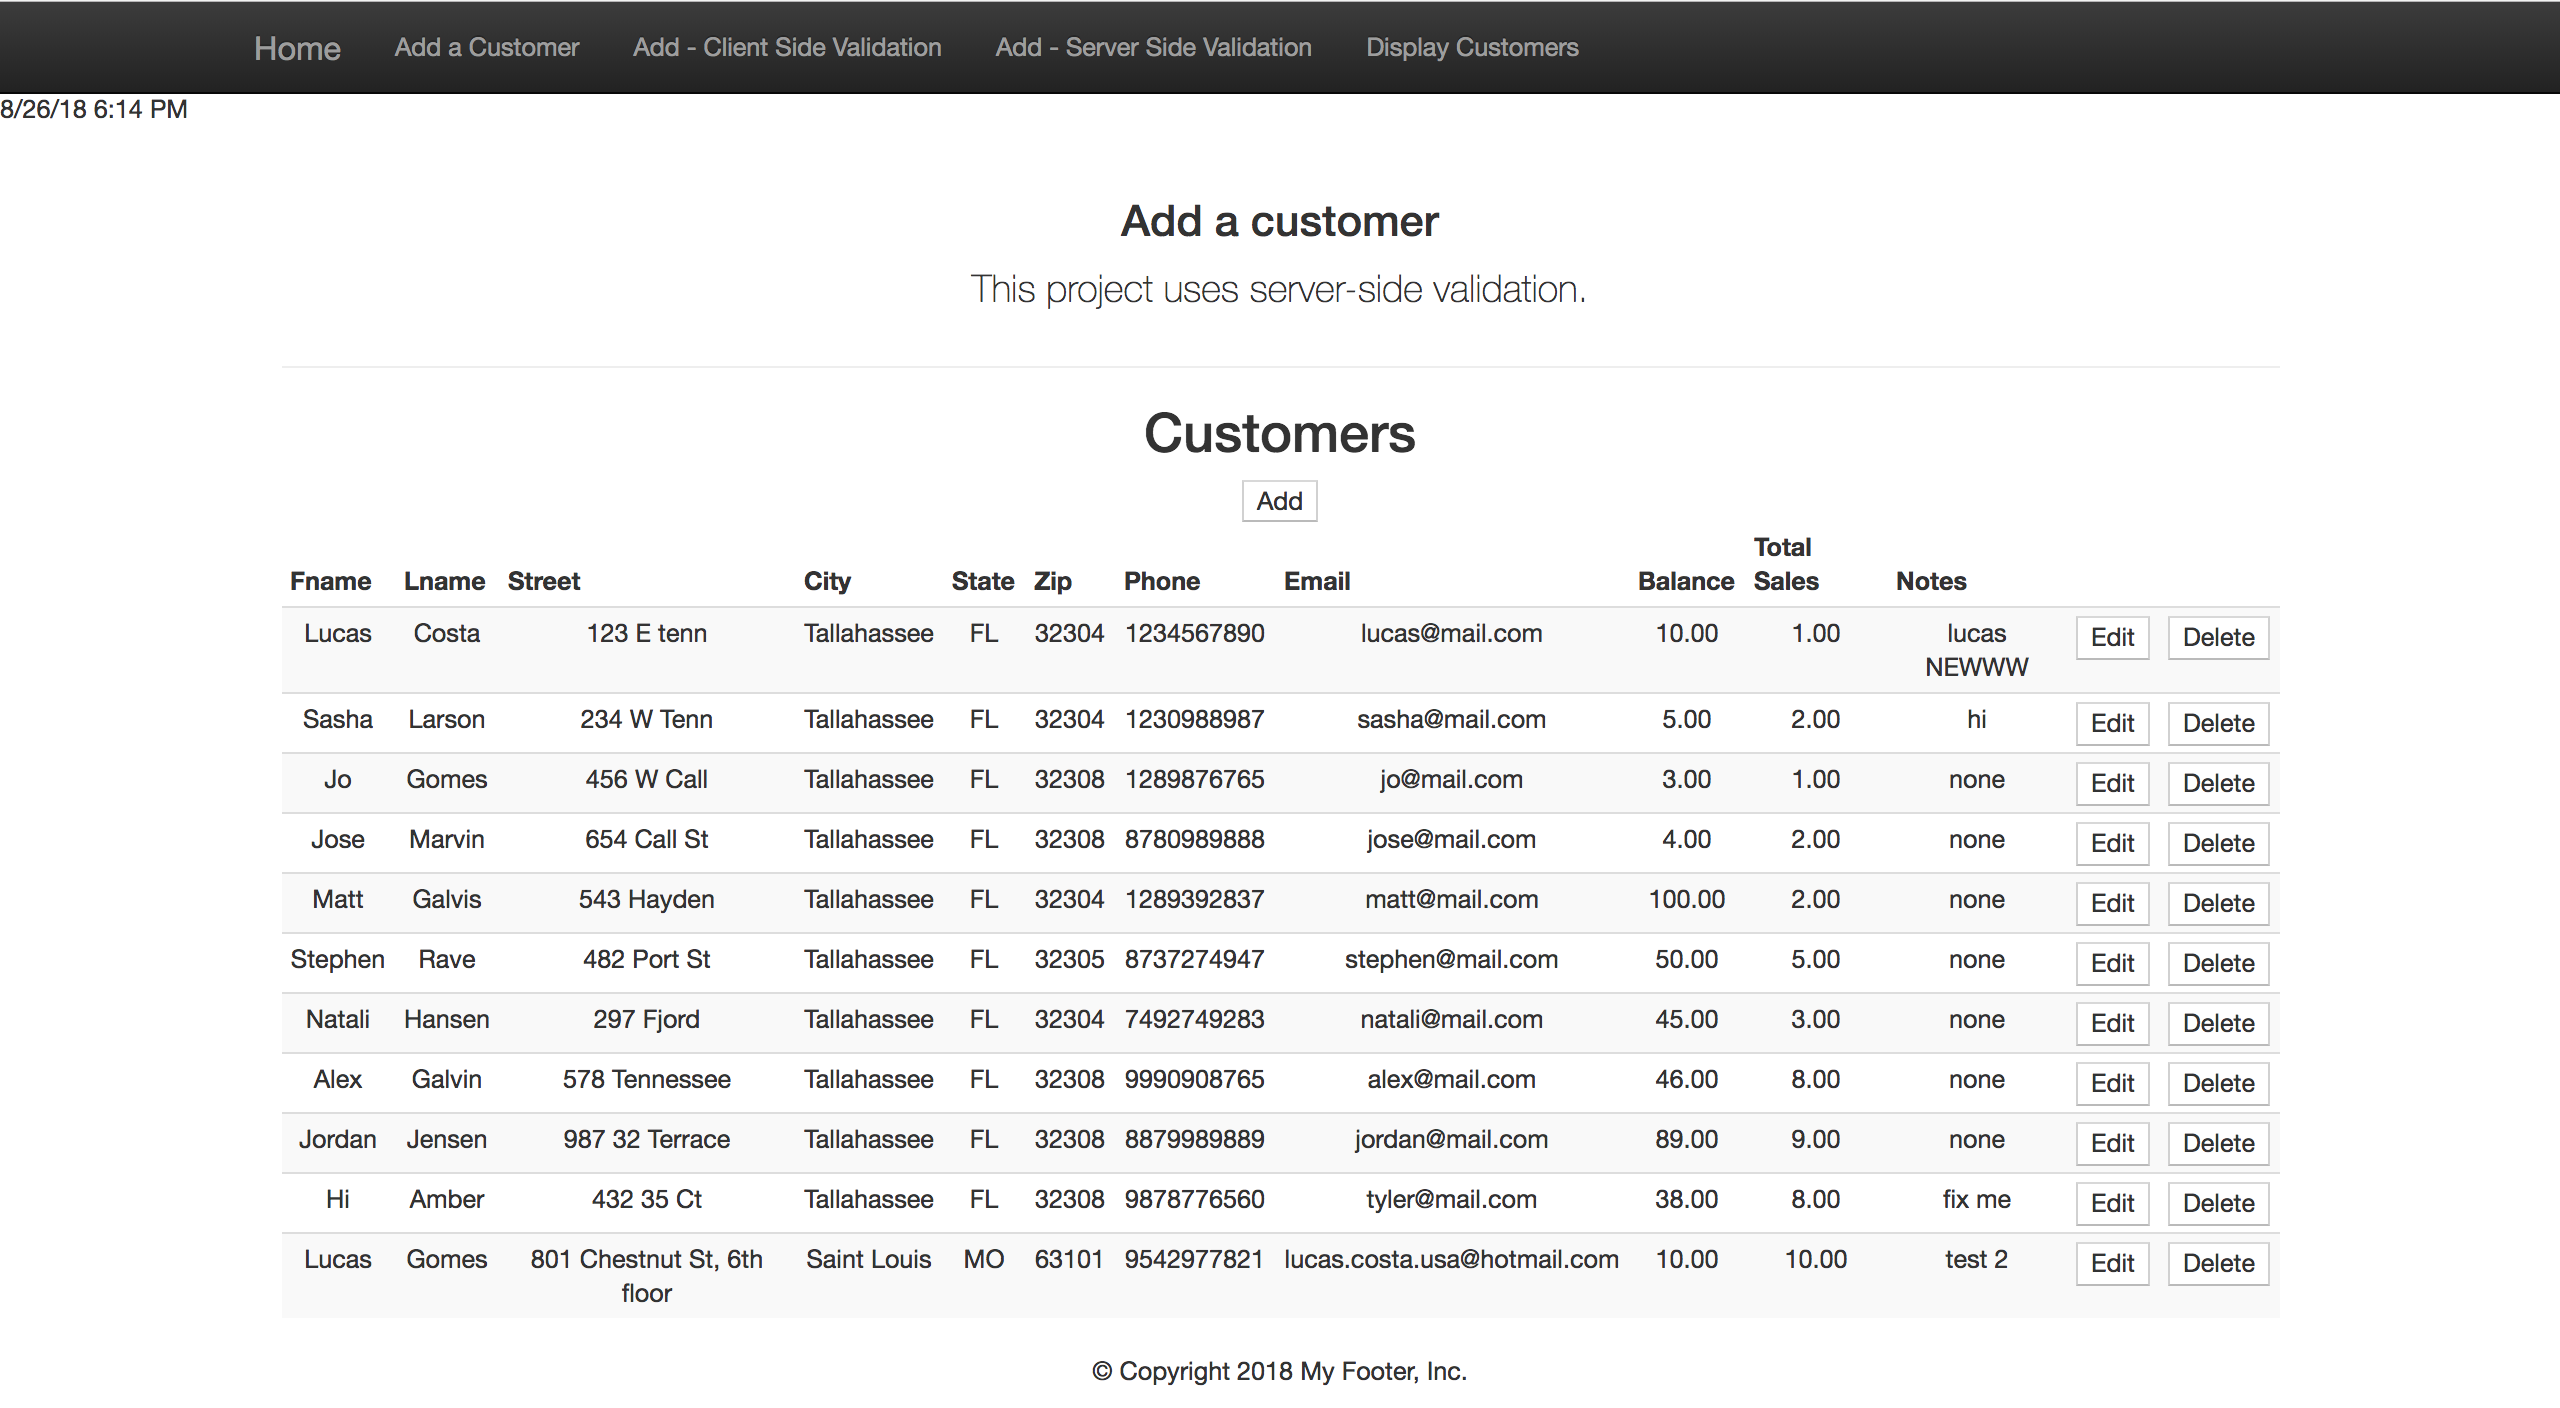 Home Add a Customer Add - Client Side Validation Add - Server Side Validation Display Customers
8/26/18 6:14 PM
Add a customer
This project uses server-side validation.
Customers
Add
Fname Lname Street City State Zip Phone Email Balance Total Sales Notes
Lucas Costa 123 E tenn Tallahassee FL 32304 1234567890 lucas@mail.com 10.00 1.00 lucas NEWWW Edit Delete
Sasha Larson 234 W Tenn Tallahassee FL 32304 1230988987 sasha@mail.com 5.00 2.00 hi Edit Delete
Jo Gomes 456 W Call Tallahassee FL 32308 1289876765 jo@mail.com 3.00 1.00 none Edit Delete
Jose Marvin 654 Call St Tallahassee FL 32308 8780989888 jose@mail.com 4.00 2.00 none Edit Delete
Matt Galvis 543 Hayden Tallahassee FL 32304 1289392837 matt@mail.com 100.00 2.00 none Edit Delete
Stephen Rave 482 Port St Tallahassee FL 32305 8737274947 stephen@mail.com 50.00 5.00 none Edit Delete
Natali Hansen 297 Fjord Tallahassee FL 32304 7492749283 natali@mail.com 45.00 3.00 none Edit Delete
Alex Galvin 578 Tennessee Tallahassee FL 32308 9990908765 alex@mail.com 46.00 8.00 none Edit Delete
Jordan Jensen 987 32 Terrace Tallahassee FL 32308 8879989889 jordan@mail.com 89.00 9.00 none Edit Delete
Hi Amber 432 35 Ct Tallahassee FL 32308 9878776560 tyler@mail.com 38.00 8.00 fix me Edit Delete
Lucas Gomes 801 Chestnut St, 6th floor Saint Louis MO 63101 9542977821 lucas.costa.usa@hotmail.com 10.00 10.00 test 2 Edit Delete
© Copyright 2018 My Footer, Inc.